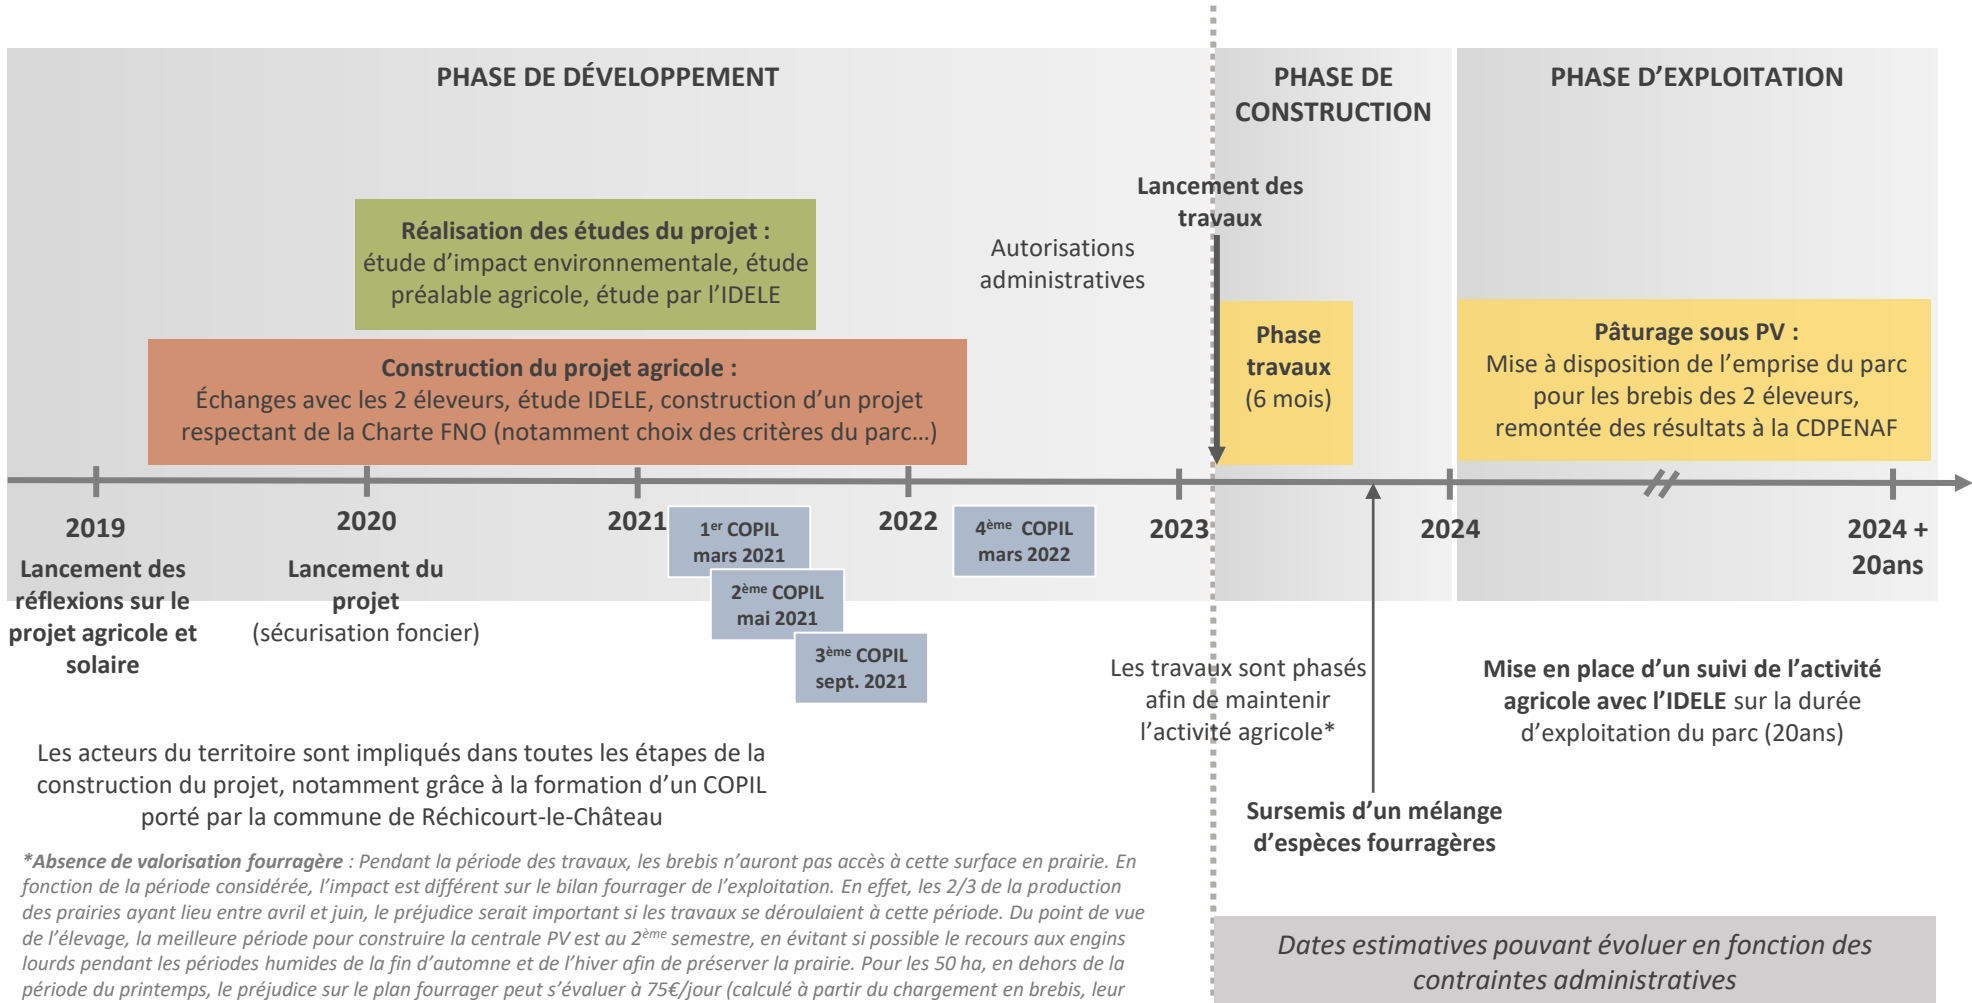 PHASE DE DÉVELOPPEMENT
PHASE DE
CONSTRUCTION
PHASE D’EXPLOITATION
Lancement des
travaux
Réalisation des études du projet :
étude d’impact environnementale, étude
préalable agricole, étude par l’IDELE
Autorisations
administratives
Construction du projet agricole :
Échanges avec les 2 éleveurs, étude IDELE, construction d’un projet
respectant de la Charte FNO (notamment choix des critères du parc…)
Phase
travaux
(6 mois)
Pâturage sous PV :
Mise à disposition de l’emprise du parc
pour les brebis des 2 éleveurs,
remontée des résultats à la CDPENAF
2019
Lancement des
réflexions sur le
projet agricole et
solaire
2020
Lancement du
projet
(sécurisation foncier)
2021
1er COPIL
mars 2021
2ème COPIL
mai 2021
3ème COPIL
sept. 2021
2022
4ème COPIL
mars 2022
2023
2024
2024 +
20ans
Les travaux sont phasés
afin de maintenir
l’activité agricole*
Sursemis d’un mélange
d’espèces fourragères
Mise en place d’un suivi de l’activité
agricole avec l’IDELE sur la durée
d’exploitation du parc (20ans)
Les acteurs du territoire sont impliqués dans toutes les étapes de la
construction du projet, notamment grâce à la formation d’un COPIL
porté par la commune de Réchicourt-le-Château
*Absence de valorisation fourragère : Pendant la période des travaux, les brebis n’auront pas accès à cette surface en prairie. En
fonction de la période considérée, l’impact est différent sur le bilan fourrager de l’exploitation. En effet, les 2/3 de la production
des prairies ayant lieu entre avril et juin, le préjudice serait important si les travaux se déroulaient à cette période. Du point de vue
de l’élevage, la meilleure période pour construire la centrale PV est au 2ème semestre, en évitant si possible le recours aux engins
lourds pendant les périodes humides de la fin d’automne et de l’hiver afin de préserver la prairie. Pour les 50 ha, en dehors de la
période du printemps, le préjudice sur le plan fourrager peut s’évaluer à 75€/jour (calculé à partir du chargement en brebis, leur
Dates estimatives pouvant évoluer en fonction des
contraintes administratives